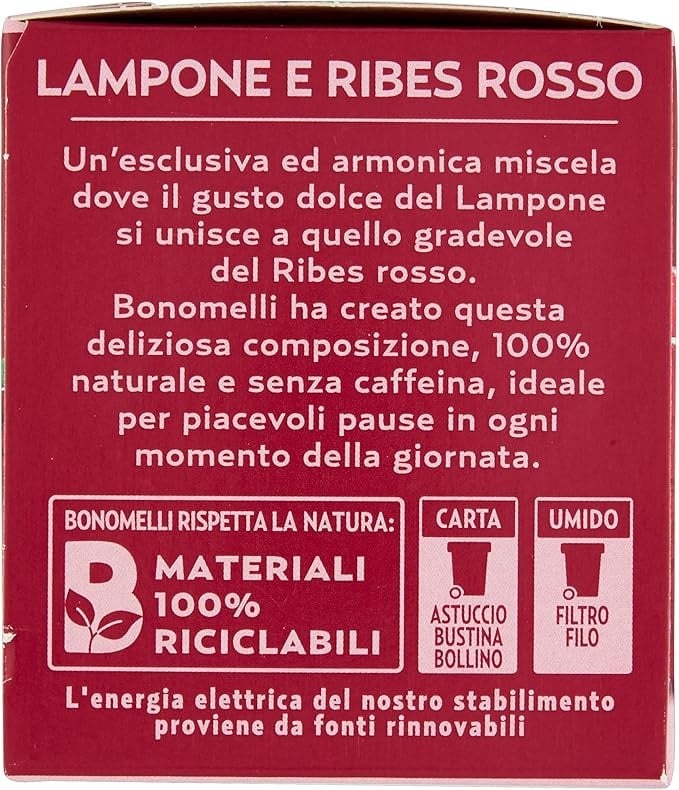 LAMPONE E RIBES ROSSO
Un'esclusiva ed armonica miscela
dove il gusto dolce del Lampone
si unisce a quello gradevole
del Ribes rosso.
Bonomelli ha creato questa
deliziosa composizione, 100%
naturale e senza caffeina, ideale
per piacevoli pause in ogni
momento della giornata.
BONOMELLI RISPETTA LA NATURA:
B
MATERIALI
100%
RICICLABILI
CARTA
ASTUCCIO
BUSTINA
BOLLINO
UMIDO
FILTRO
FILO
L'energia elettrica del nostro stabilimento
proviene da fonti rinnovabili